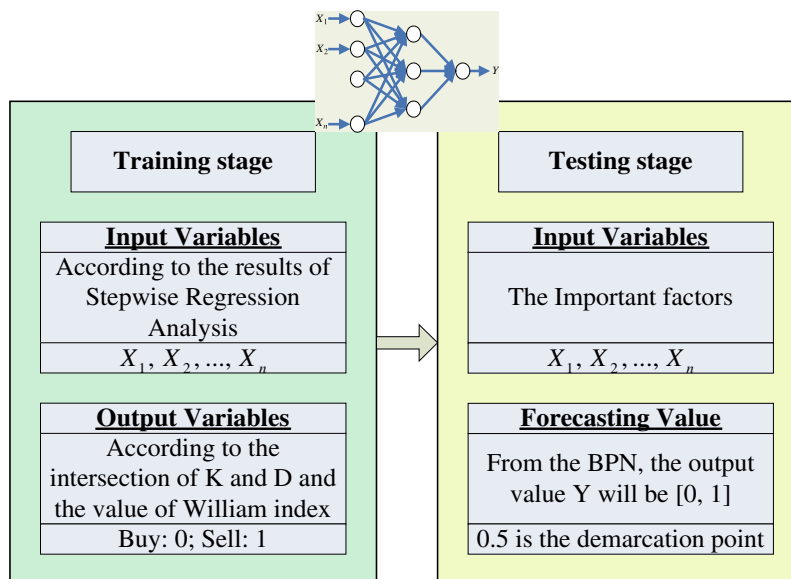 X1
X2
Xn
Y
Training stage
Input Variables
According to the results of
Stepwise Regression
Analysis
X1, X2, ..., Xn
Output Variables
According to the
intersection of K and D and
the value of William index
Buy: 0; Sell: 1
Testing stage
Input Variables
The Important factors
X1, X2, ..., Xn
Forecasting Value
From the BPN, the output
value Y will be [0, 1]
0.5 is the demarcation point